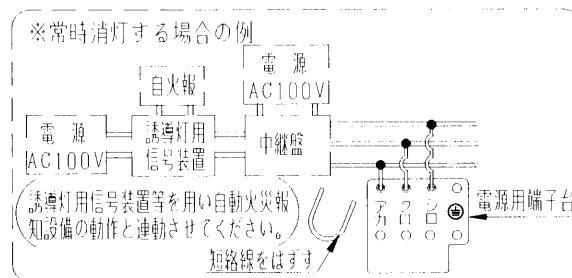 ※常時消灯する場合の例
電源
AC100V
自火報
電源
AC100V
誘導灯用
信号装置
中継盤
誘導灯用信号装置等を用い自動火災報
知設備の動作と連動させてください。
アカ
クロ
シロ
電源用端子台
短絡線をはずす